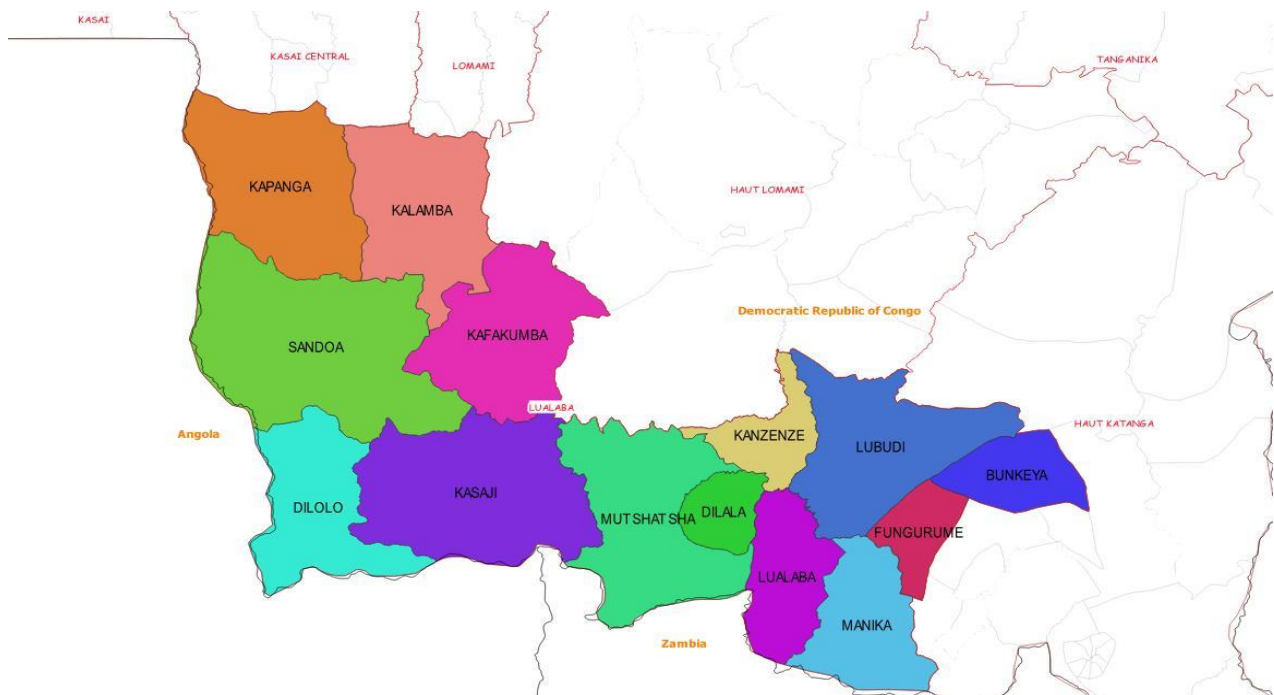 KASAI
KASAI CENTRAL
LOMAMI
TANGANIKA
KAPANGA
KALAMBA
HAUT LOMAMI
Democratic Republic of Congo
SANDOA
KAFAKUMBA
LUALABA
Angola
KANZENZE
LUBUDI
HAUT KATANGA
BUNKEYA
KASAJI
DILOLO
MUTSHATSHA
DILALA
FUNGURUME
LUALABA
MANIKA
Zambia